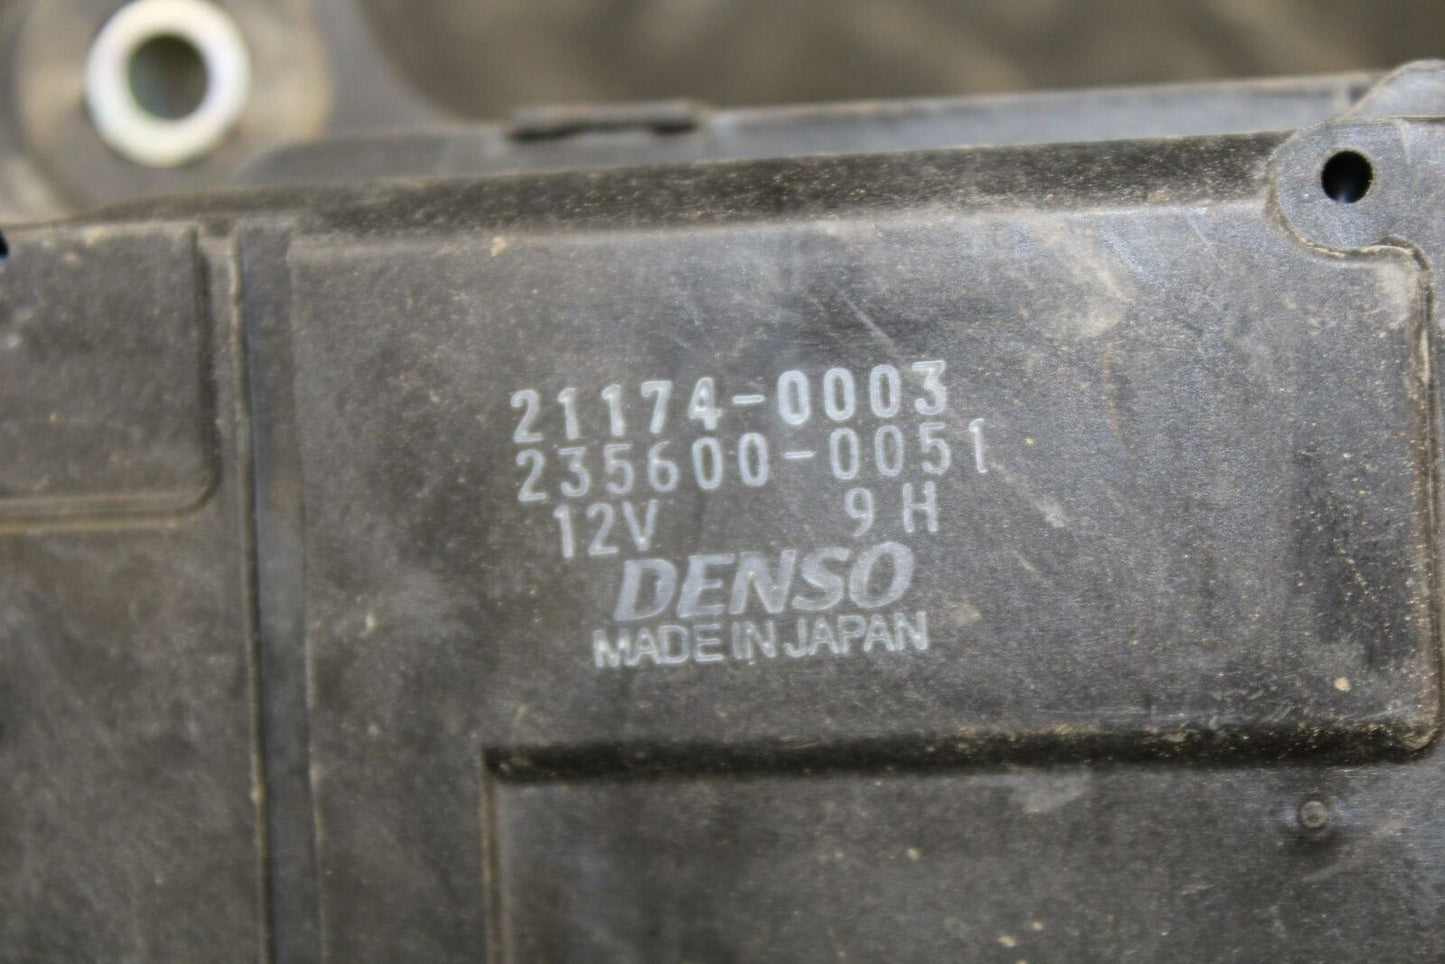 21174-0003
235600-0051
12V 9H
DENSO
MADE IN JAPAN